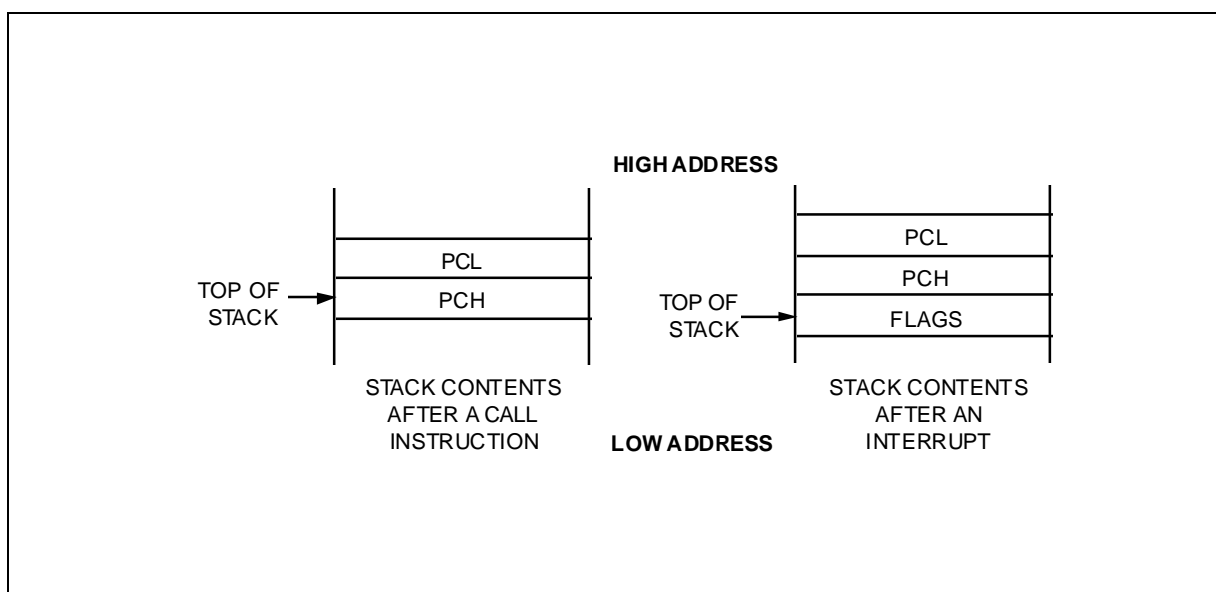 HIGH ADDRESS
PCL
PCH
TOP OF
STACK
STACK CONTENTS
AFTER A CALL
INSTRUCTION
PCL
PCH
FLAGS
TOP OF
STACK
STACK CONTENTS
AFTER AN
INTERRUPT
LOW ADDRESS